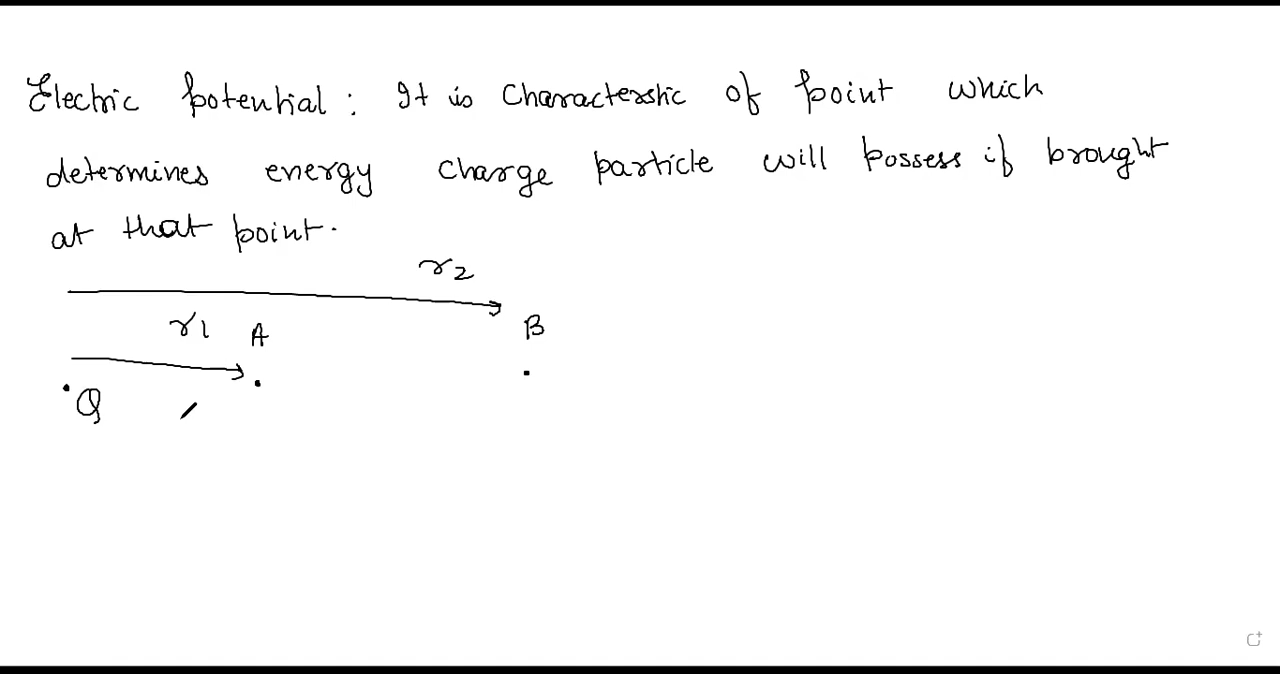 Electric potential : It is Characterstic of point which
determines energy charge particle will possess if brought
at that point.
r2
r1 A
B
Q